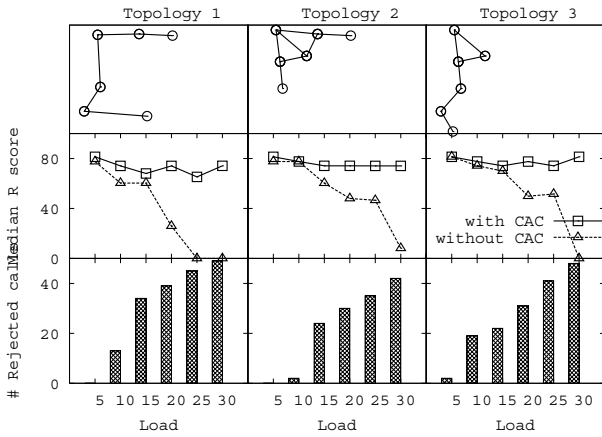 Topology 1 Topology 2 Topology 3
Median R score
80
40
0
with CAC
without CAC
# Rejected calls
40
20
0
5 10 15 20 25 30 5 10 15 20 25 30 5 10 15 20 25 30
Load Load Load